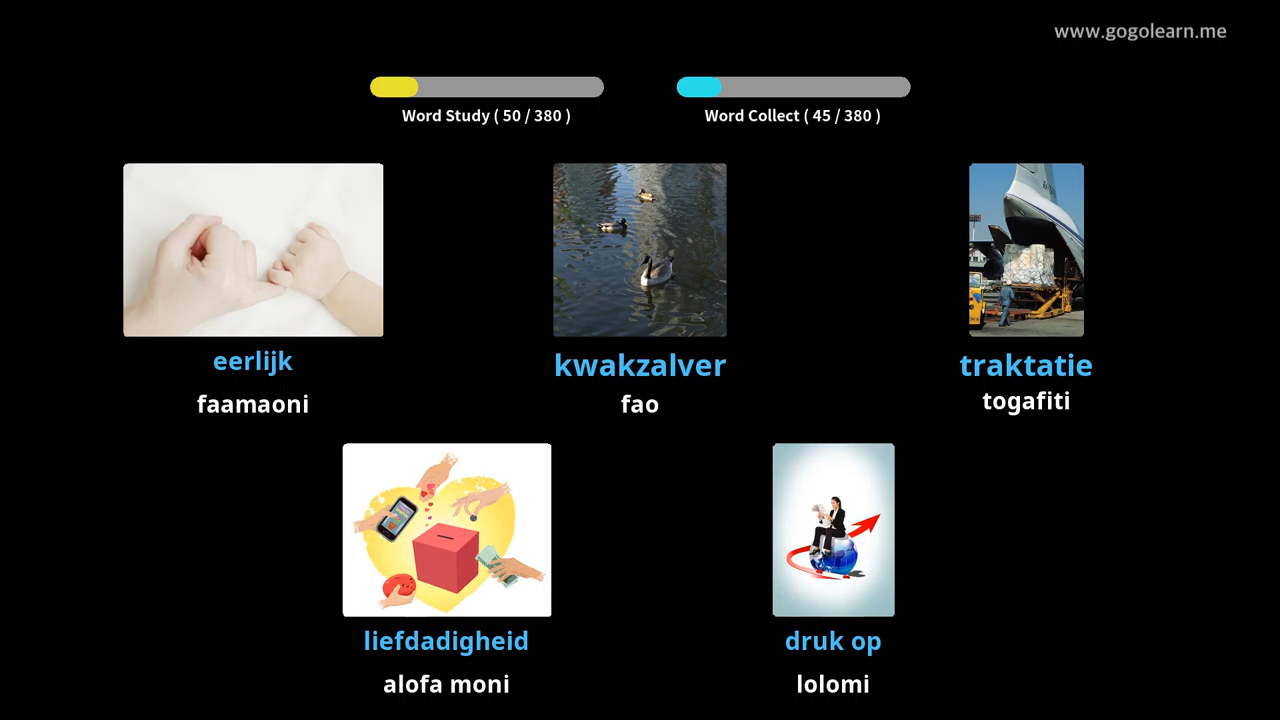 www.gogolearn.me
Word Study ( 50 / 380 )
Word Collect ( 45 / 380 )
eerlijk
faamaoni
kwakzalver
fao
traktatie
togafiti
liefdadigheid
alofa moni
druk op
lolomi